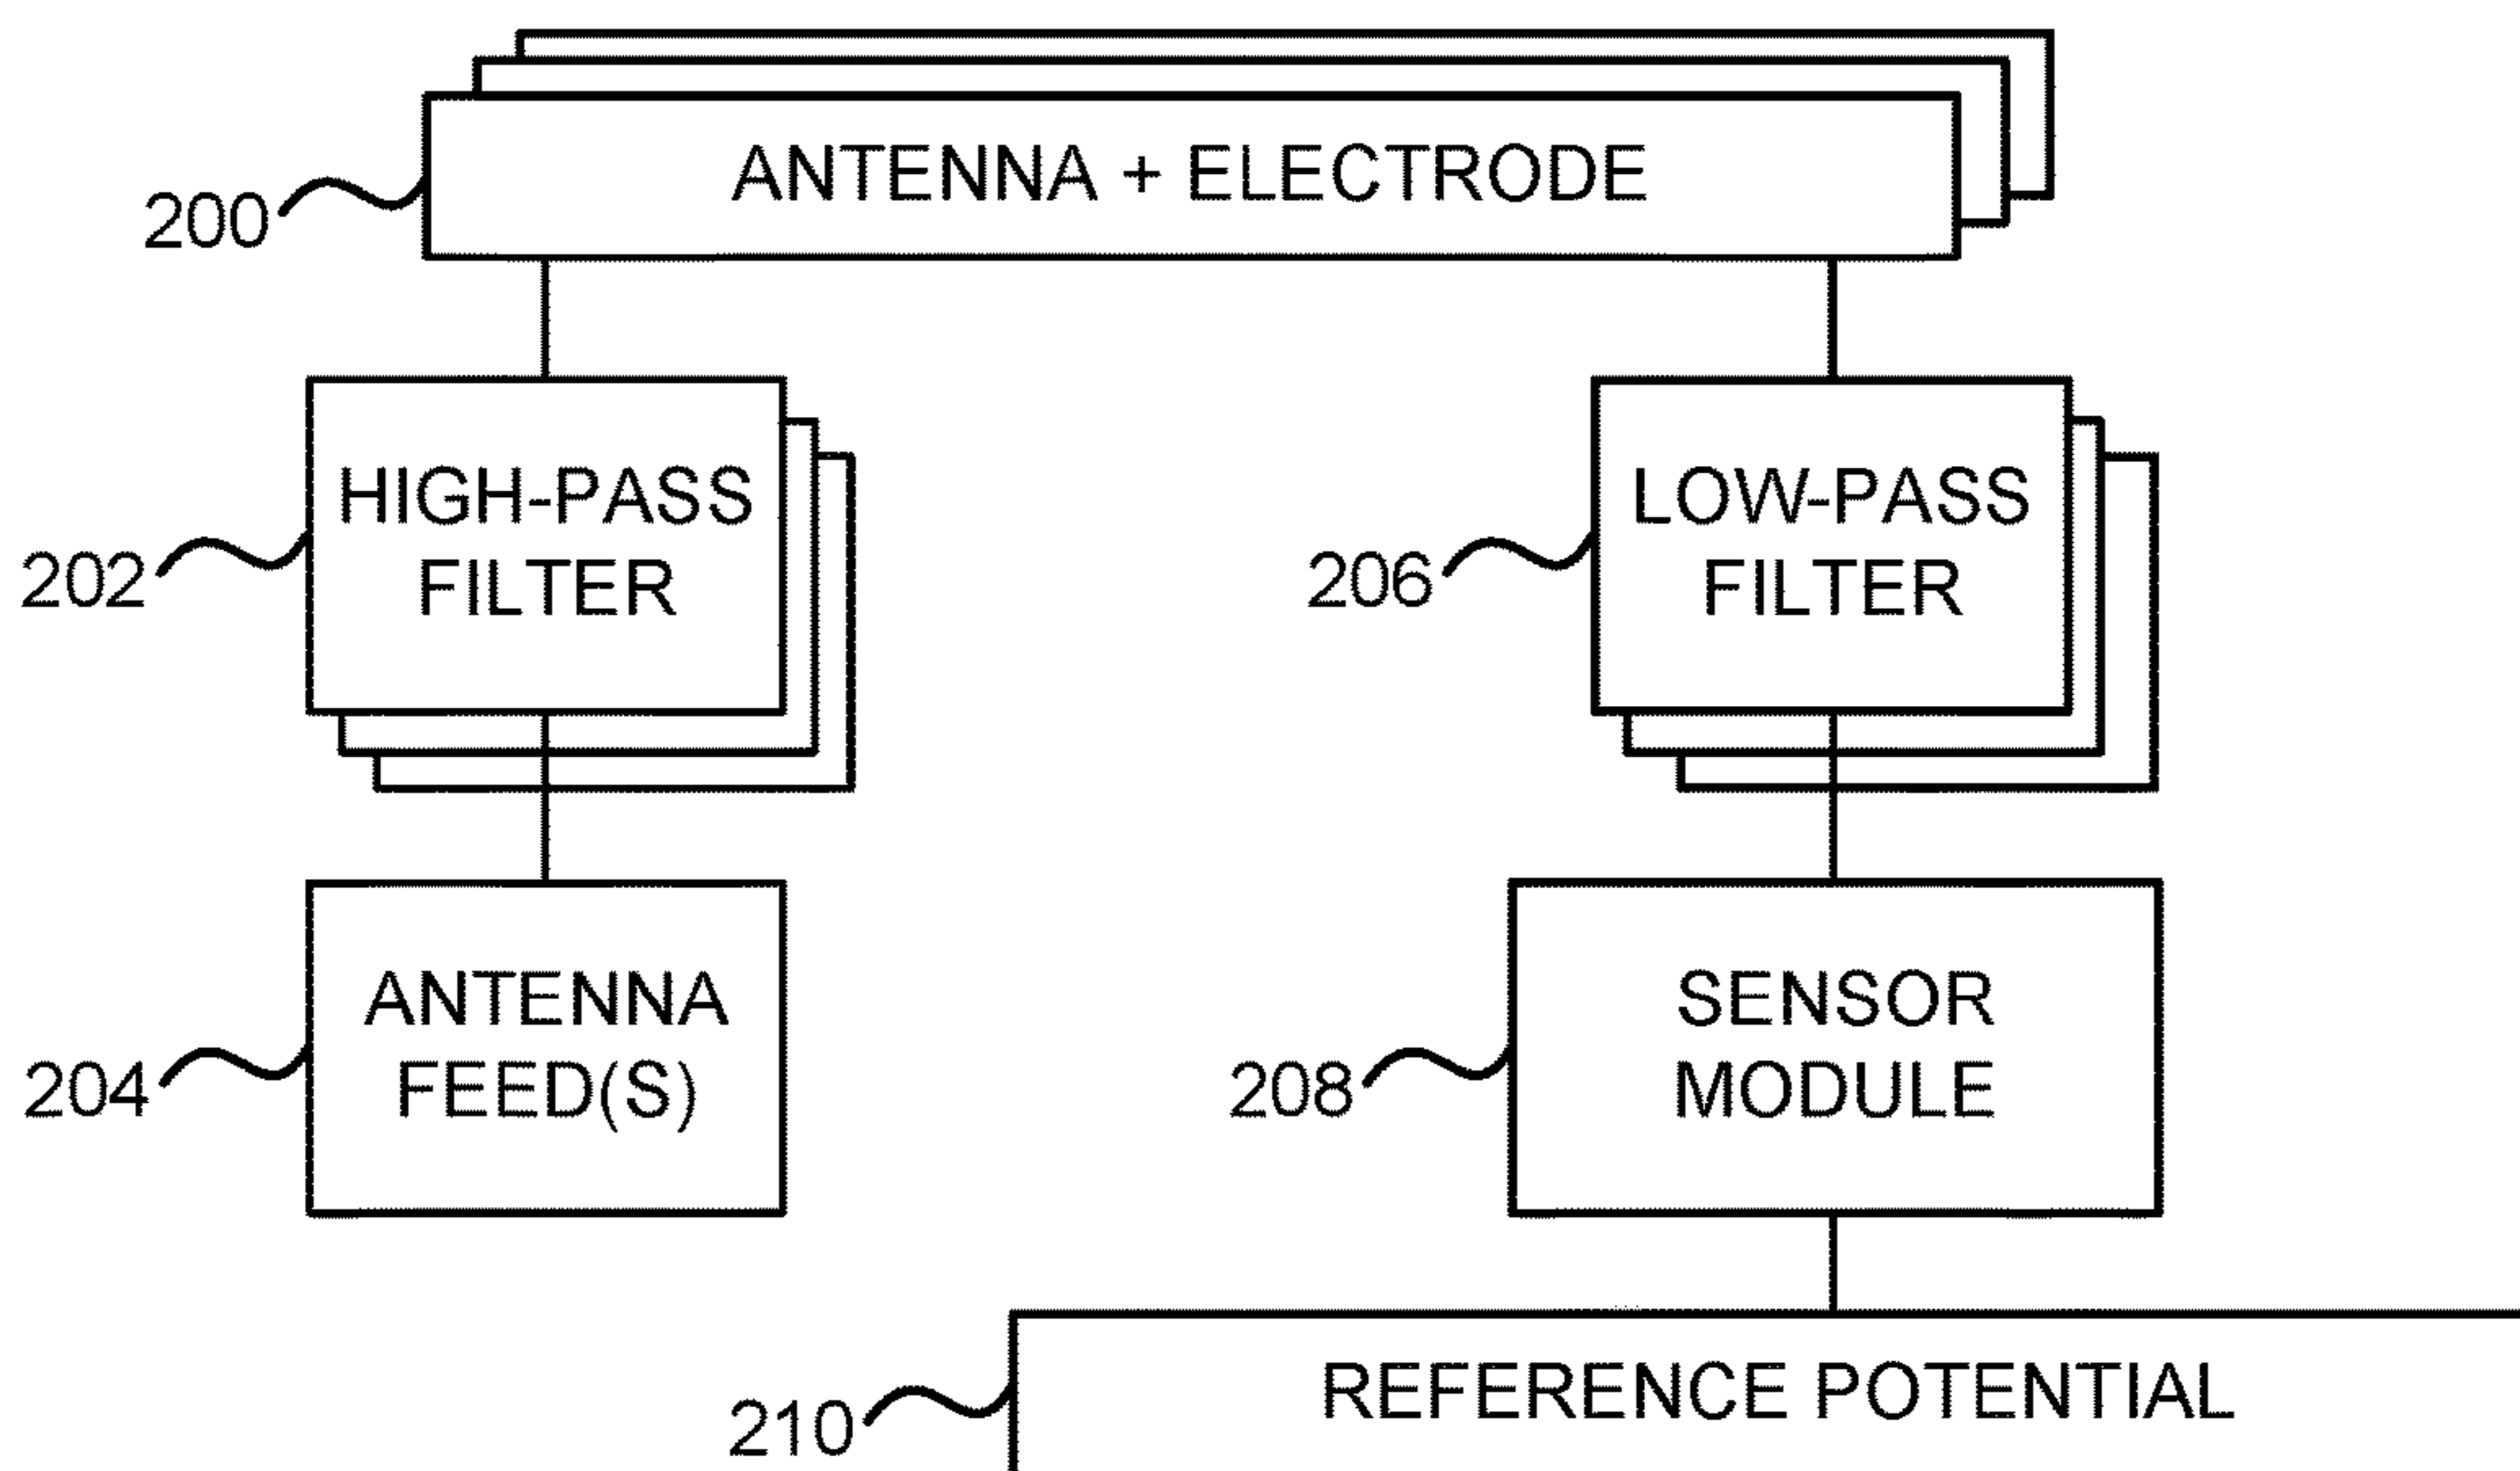 ANTENNA + ELECTRODE
200
HIGH-PASS
FILTER
202
LOW-PASS
FILTER
206
ANTENNA
FEED(S)
204
SENSOR
MODULE
208
REFERENCE POTENTIAL
210